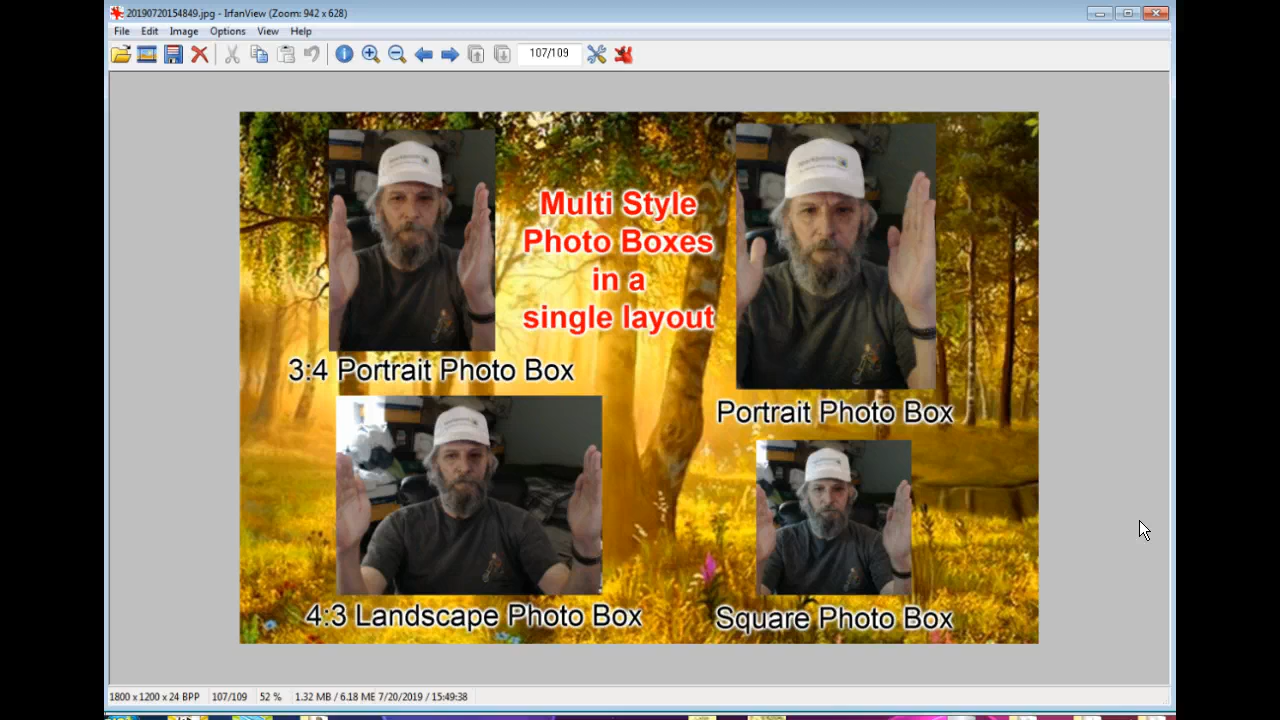 20190720154849.jpg - IrfanView (Zoom: 942 x 628)
File Edit Image Options View Help
107/109
Multi Style
Photo Boxes
in a
single layout
3:4 Portrait Photo Box
Portrait Photo Box
4:3 Landscape Photo Box
Square Photo Box
1800 x 1200 x 24 BPP 107/109 52 % 1.32 MB / 6.18 ME 7/20/2019 / 15:49:38